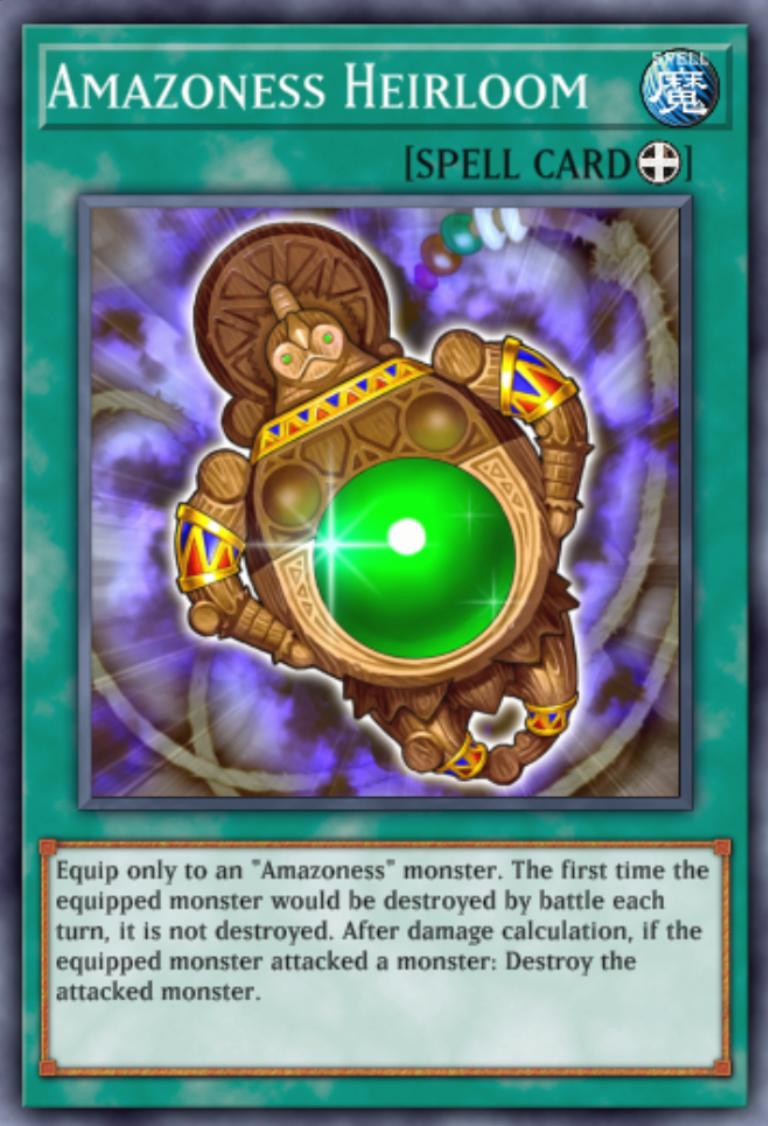 AMAZONESS HEIRLOOM
SPELL
魔
[SPELL CARD]
Equip only to an "Amazoness" monster. The first time the
equipped monster would be destroyed by battle each
turn, it is not destroyed. After damage calculation, if the
equipped monster attacked a monster: Destroy the
attacked monster.